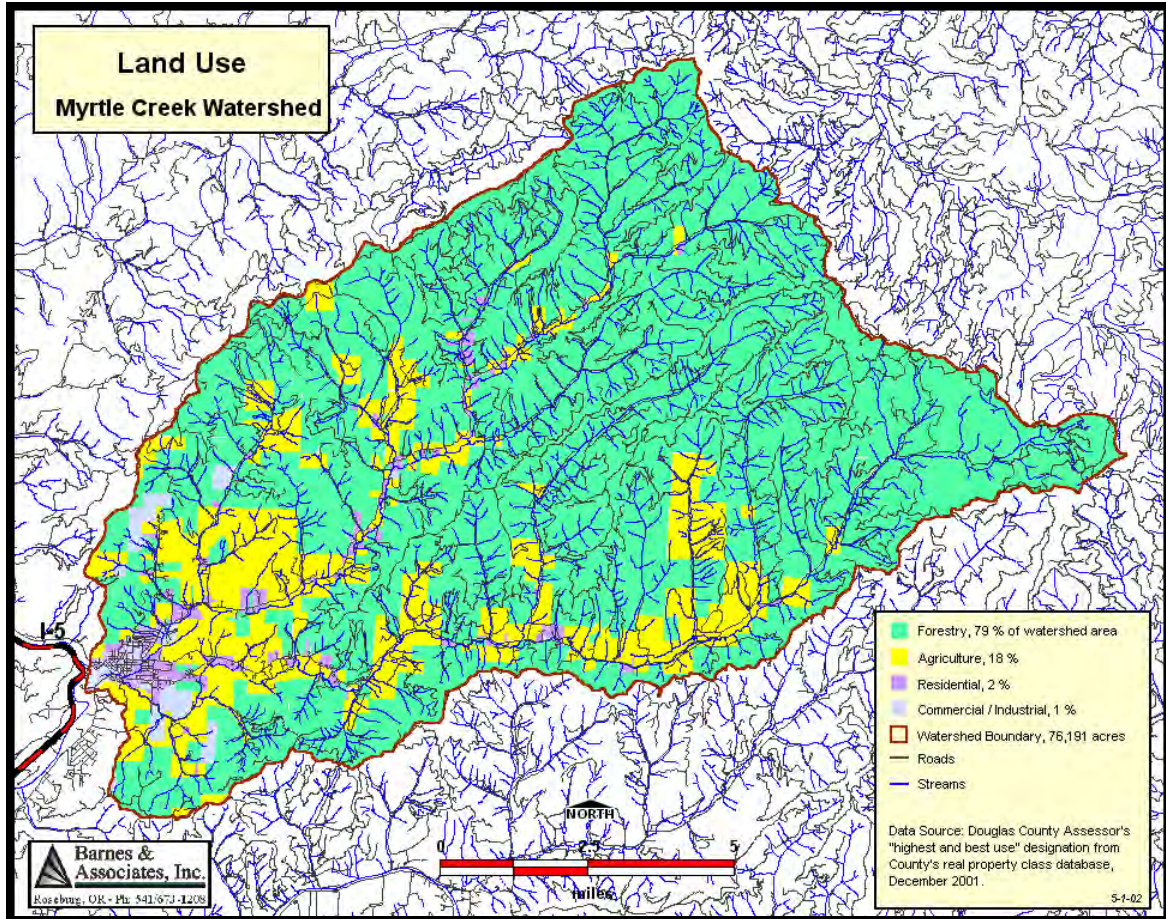 Land Use
Myrtle Creek Watershed
I-5
Forestry, 79 % of watershed area
Agriculture, 18 %
Residential, 2 %
Commercial / Industrial, 1 %
Watershed Boundary, 76,191 acres
Roads
Streams
Data Source: Douglas County Assessor's
"highest and best use" designation from
County's real property class database,
December 2001.
5-1-02
NORTH
0 2.5 5
miles
Barnes &
Associates, Inc.
Roseburg, OR - Ph: 541/673-1208